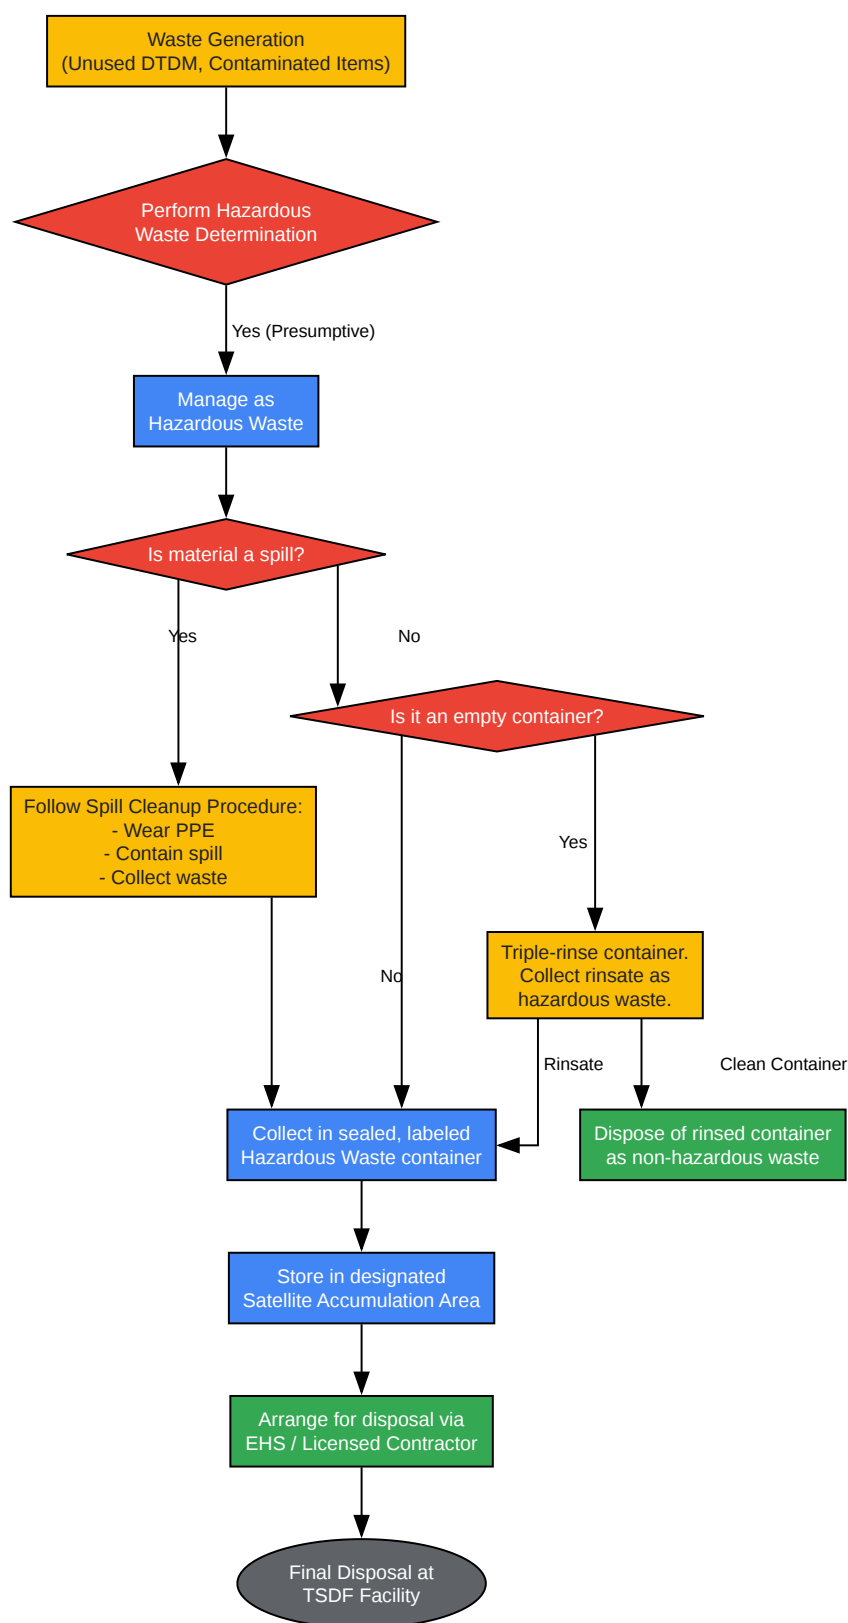 Waste Generation
(Unused DTDM, Contaminated Items)
Perform Hazardous
Waste Determination
Yes (Presumptive)
Manage as
Hazardous Waste
Is material a spill?
Yes
No
Is it an empty container?
Follow Spill Cleanup Procedure:
- Wear PPE
- Contain spill
- Collect waste
Yes
No
Triple-rinse container.
Collect rinsate as
hazardous waste.
Rinsate
Clean Container
Collect in sealed, labeled
Hazardous Waste container
Dispose of rinsed container
as non-hazardous waste
Store in designated
Satellite Accumulation Area
Arrange for disposal via
EHS / Licensed Contractor
Final Disposal at
TSDF Facility